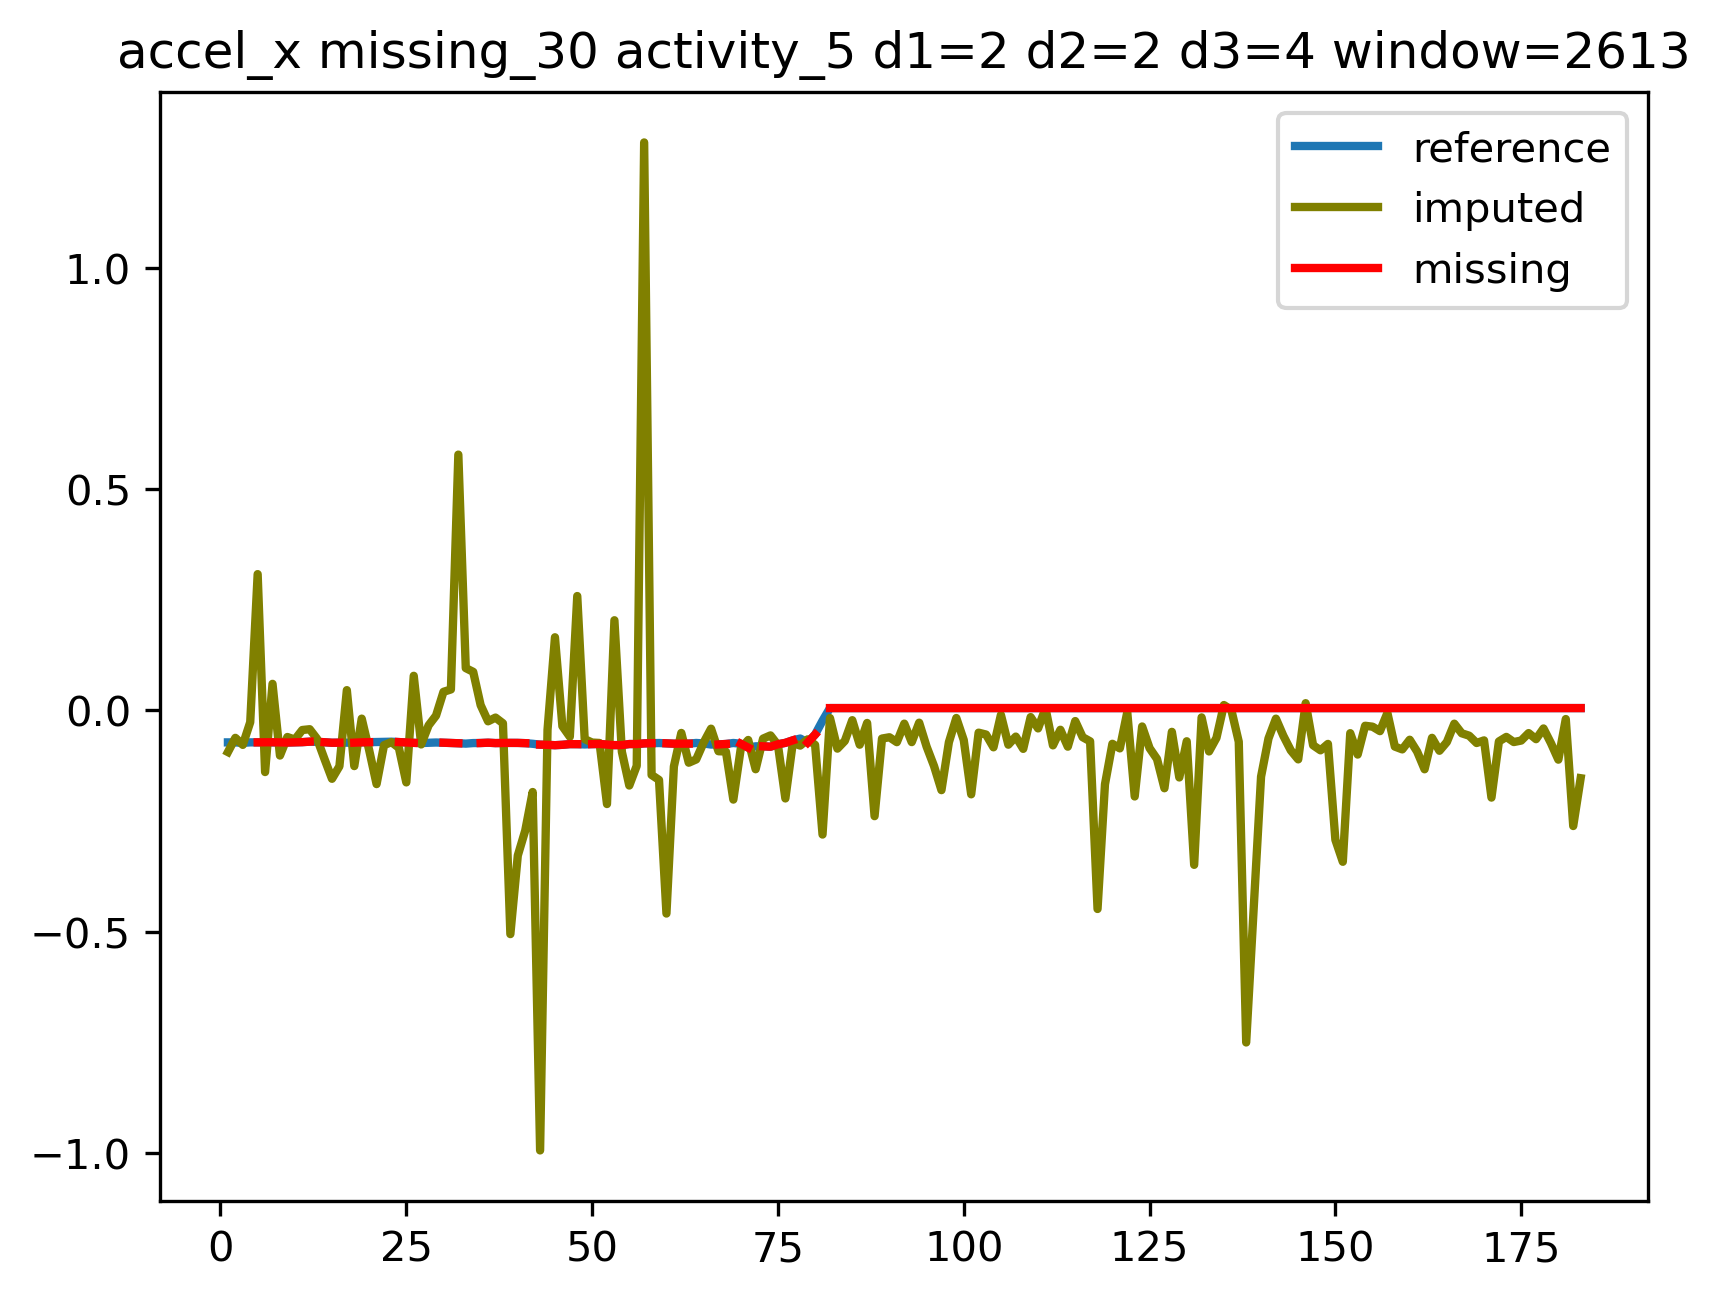 accel_x missing_30 activity_5 d1=2 d2=2 d3=4 window=2613
reference
imputed
missing
1.0
0.5
0.0
−0.5
−1.0
0 25 50 75 100 125 150 175